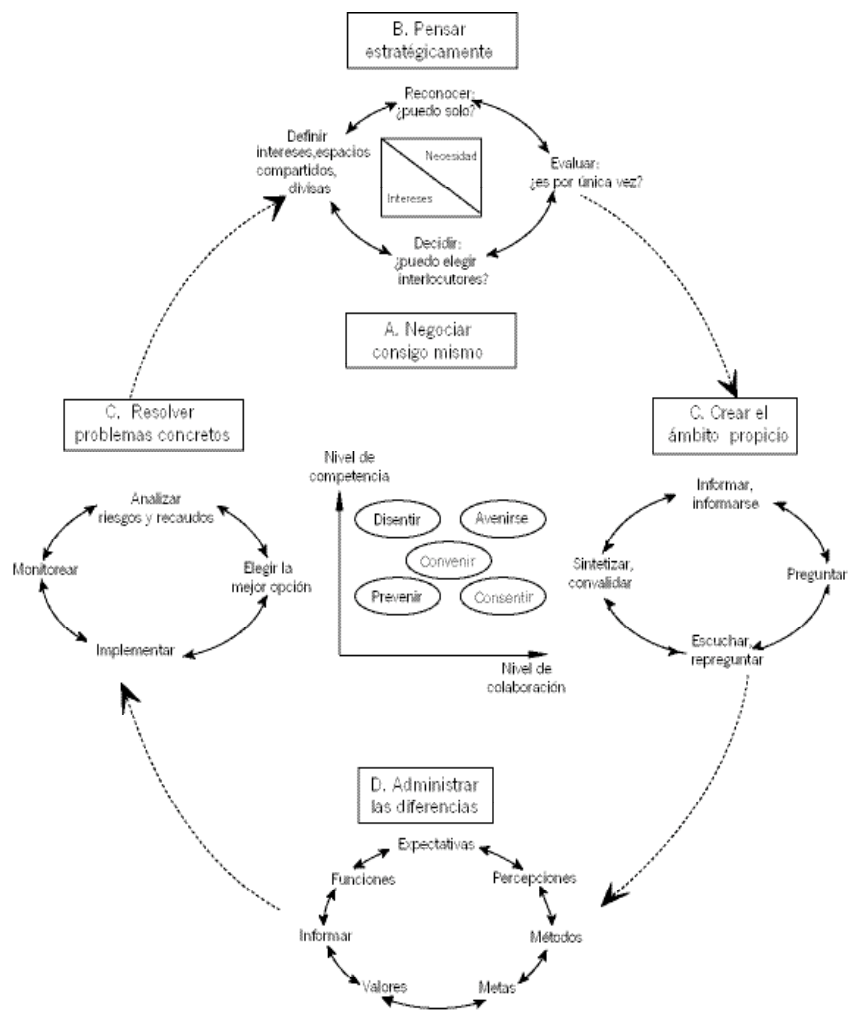 B. Pensar
estratégicamente
Reconocer:
¿puedo solo?
Definir
intereses,espacios
compartidos,
divisas
Necesidad
Intereses
Evaluar:
¿es por única vez?
Decidir:
¿puedo elegir
interlocutores?
A. Negociar
consigo mismo
C. Resolver
problemas concretos
C. Crear el
ámbito propicio
Analizar
riesgos y recaudos
Monitorear
Elegir la
mejor opción
Implementar
Nivel de
competencia
Disentir
Avenirse
Convenir
Prevenir
Consentir
Nivel de
colaboración
Informar,
informarse
Sintetizar,
convalidar
Preguntar
Escuchar,
repreguntar
D. Administrar
las diferencias
Expectativas
Funciones
Percepciones
Informar
Métodos
Valores
Metas